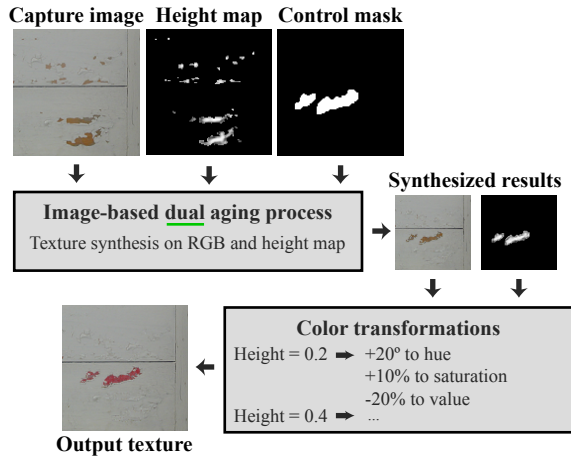 Capture image Height map Control mask
Image-based dual aging process
Texture synthesis on RGB and height map
Synthesized results
Color transformations
Height = 0.2 +20º to hue
+10% to saturation
-20% to value
Height = 0.4 ...
Output texture